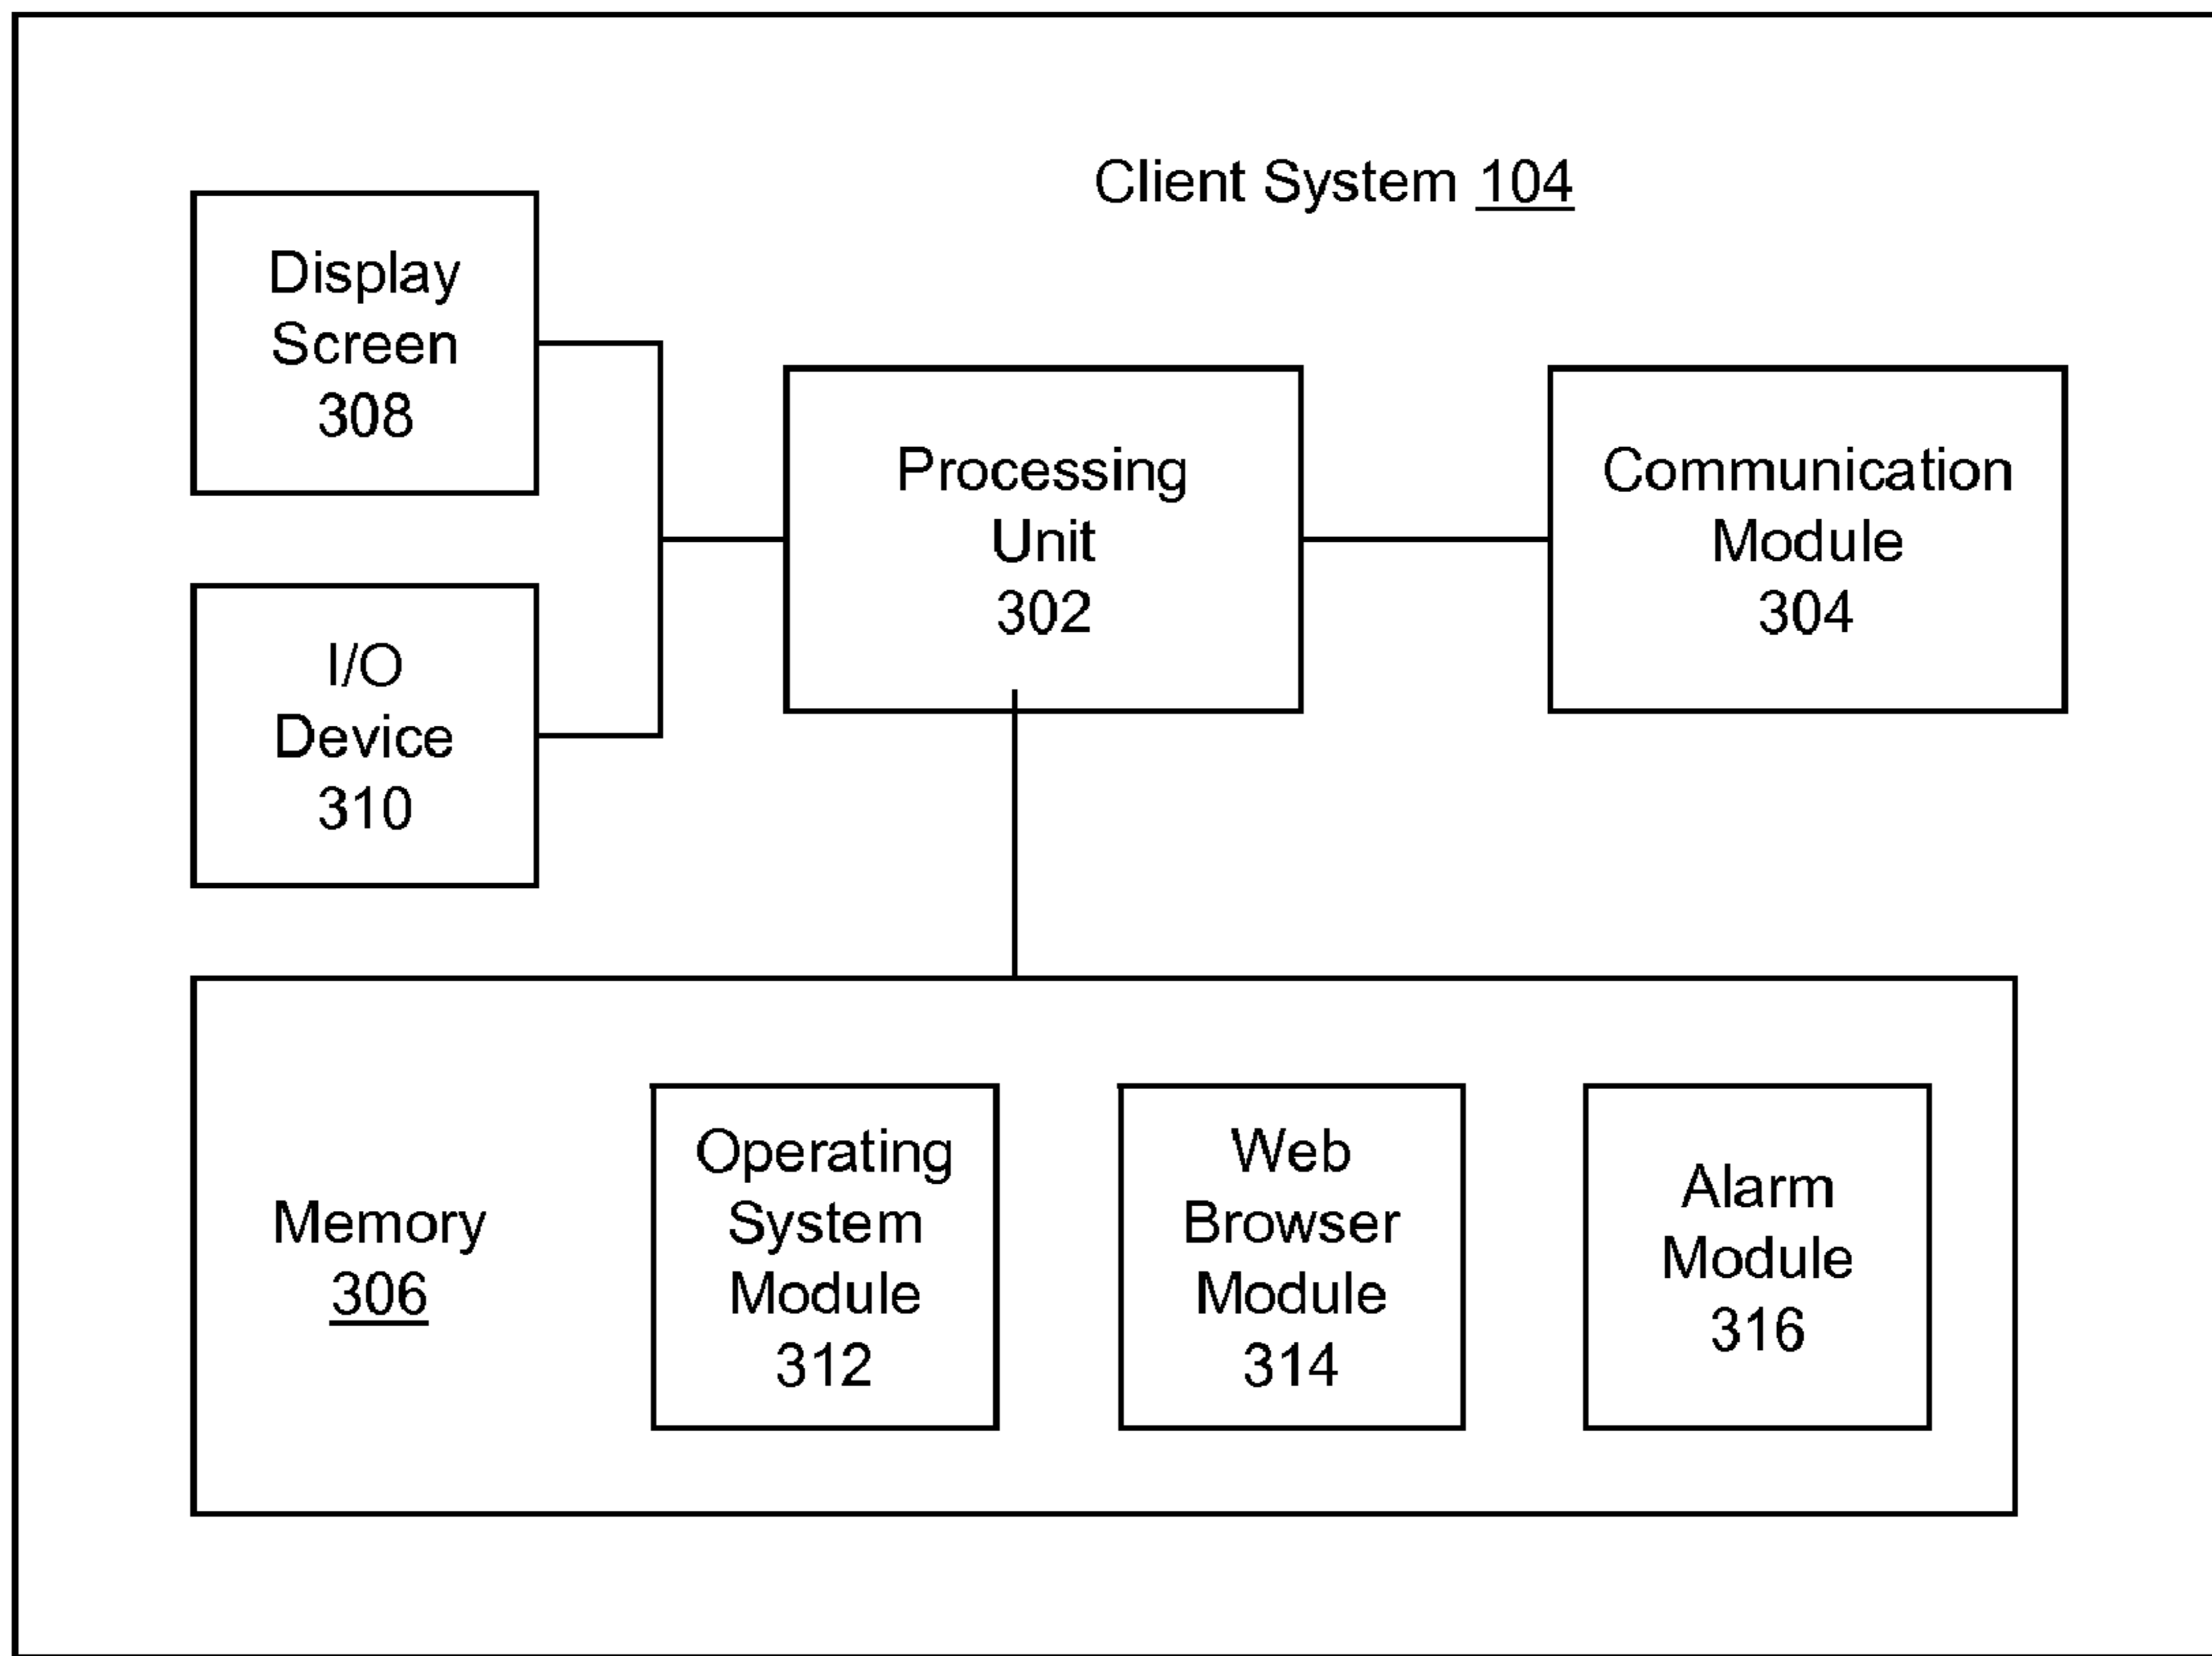 Client System 104
Display
Screen
308
Processing
Unit
302
Communication
Module
304
I/O
Device
310
Memory
306
Operating
System
Module
312
Web
Browser
Module
314
Alarm
Module
316